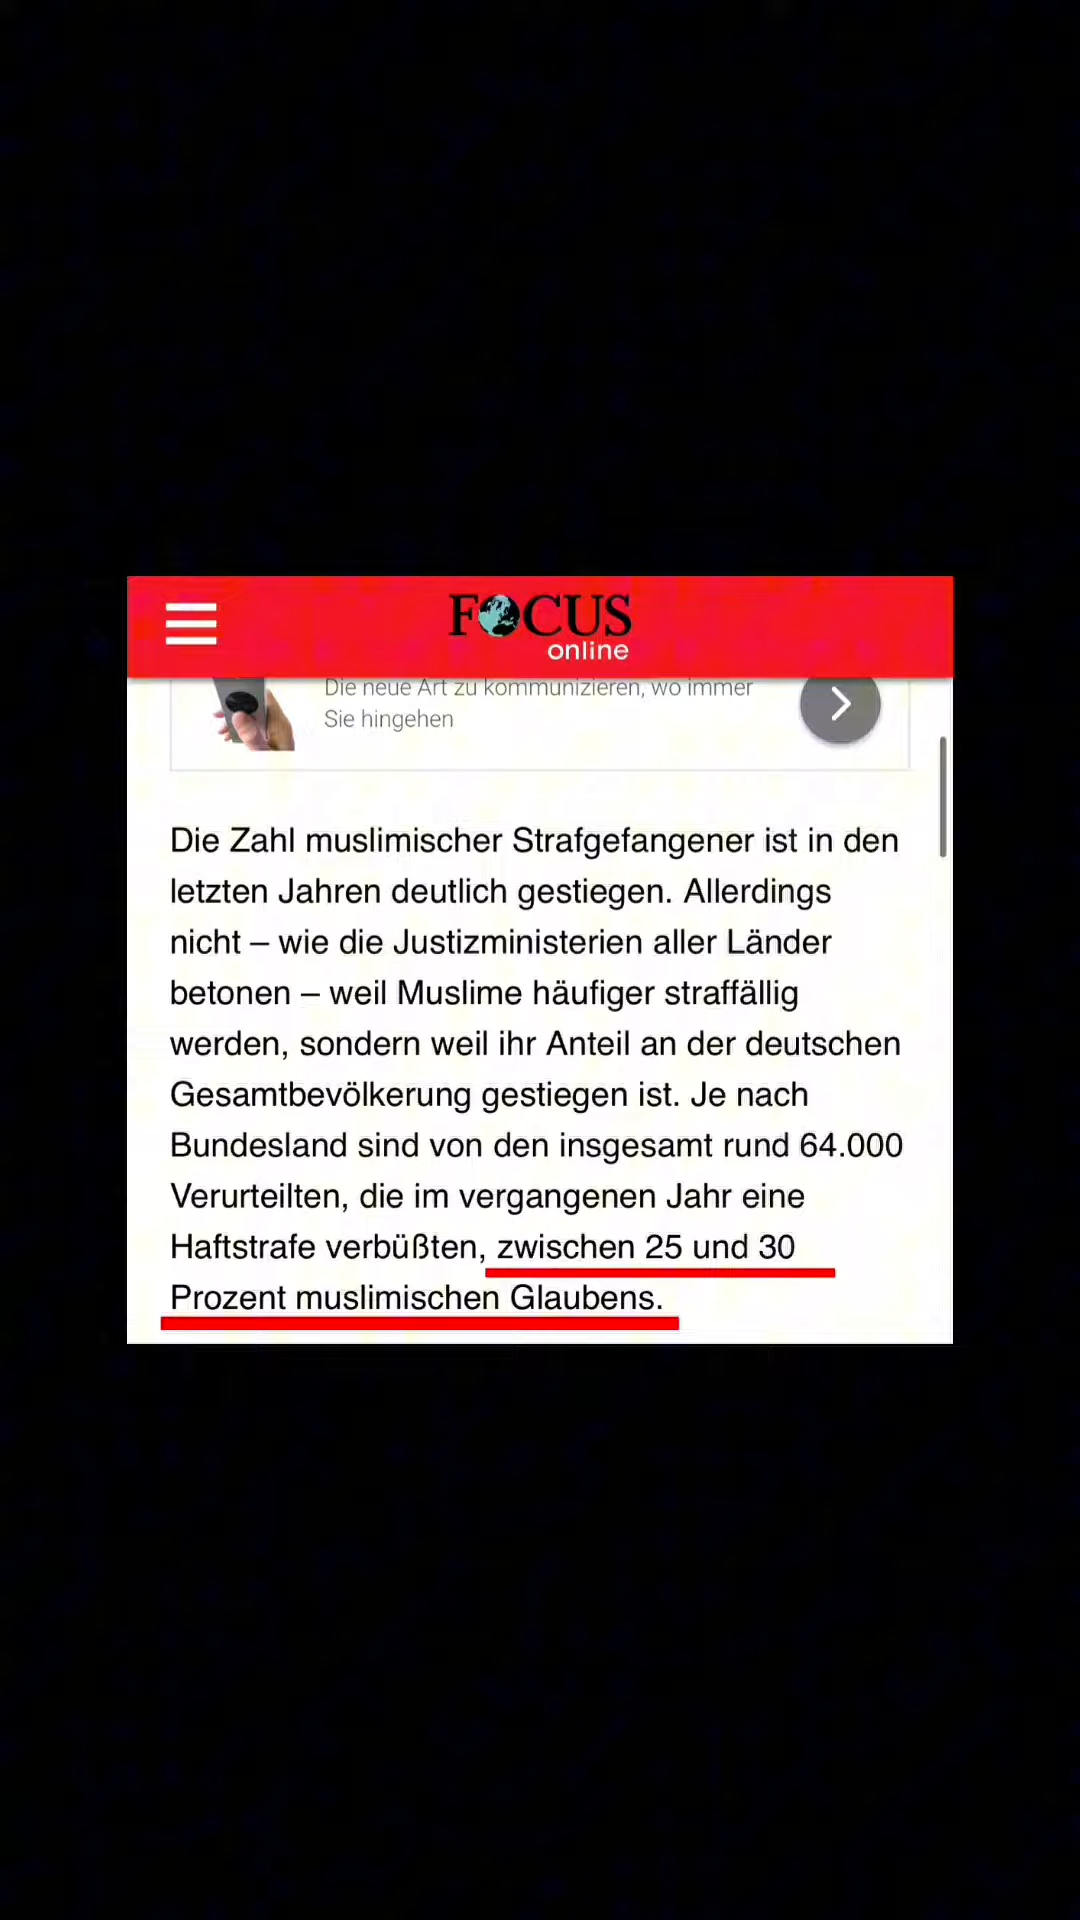 FOCUS
online
Die neue Art zu kommunizieren, wo immer
Sie hingehen
Die Zahl muslimischer Strafgefangener ist in den
letzten Jahren deutlich gestiegen. Allerdings
nicht – wie die Justizministerien aller Länder
betonen – weil Muslime häufiger straffällig
werden, sondern weil ihr Anteil an der deutschen
Gesamtbevölkerung gestiegen ist. Je nach
Bundesland sind von den insgesamt rund 64.000
Verurteilten, die im vergangenen Jahr eine
Haftstrafe verbüßten, zwischen 25 und 30
Prozent muslimischen Glaubens.